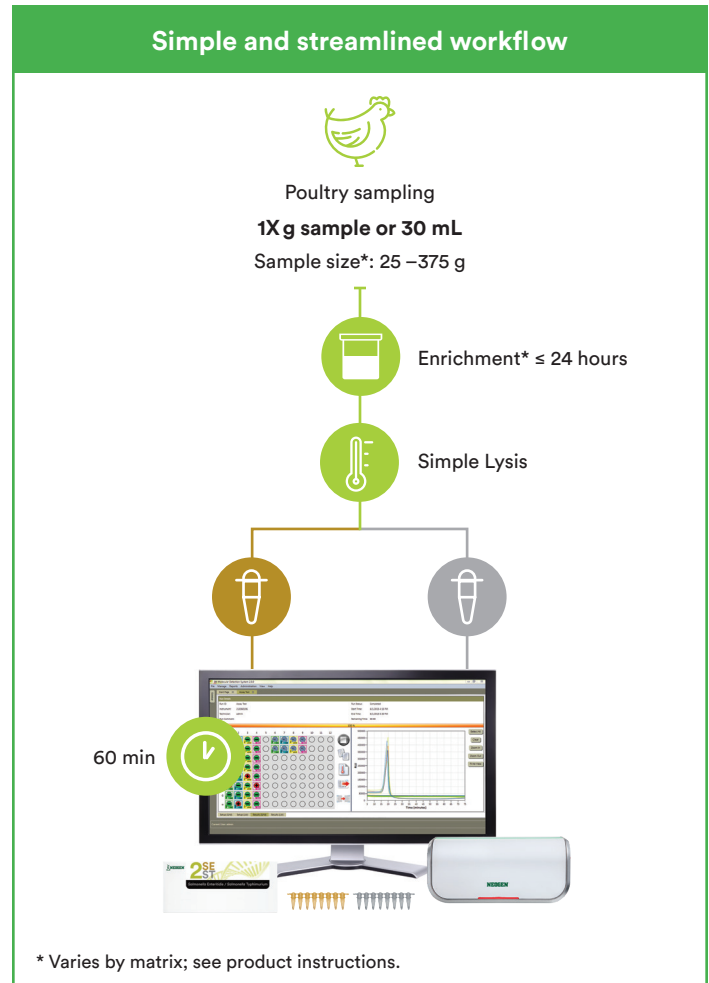 Simple and streamlined workflow
Poultry sampling
1X g sample or 30 mL
Sample size*: 25 –375 g
Enrichment* ≤ 24 hours
Simple Lysis
60 min
NEOGEN
2SE
ST
Salmonella Enteritidis / Salmonella Typhimurium
NEOGEN
* Varies by matrix; see product instructions.